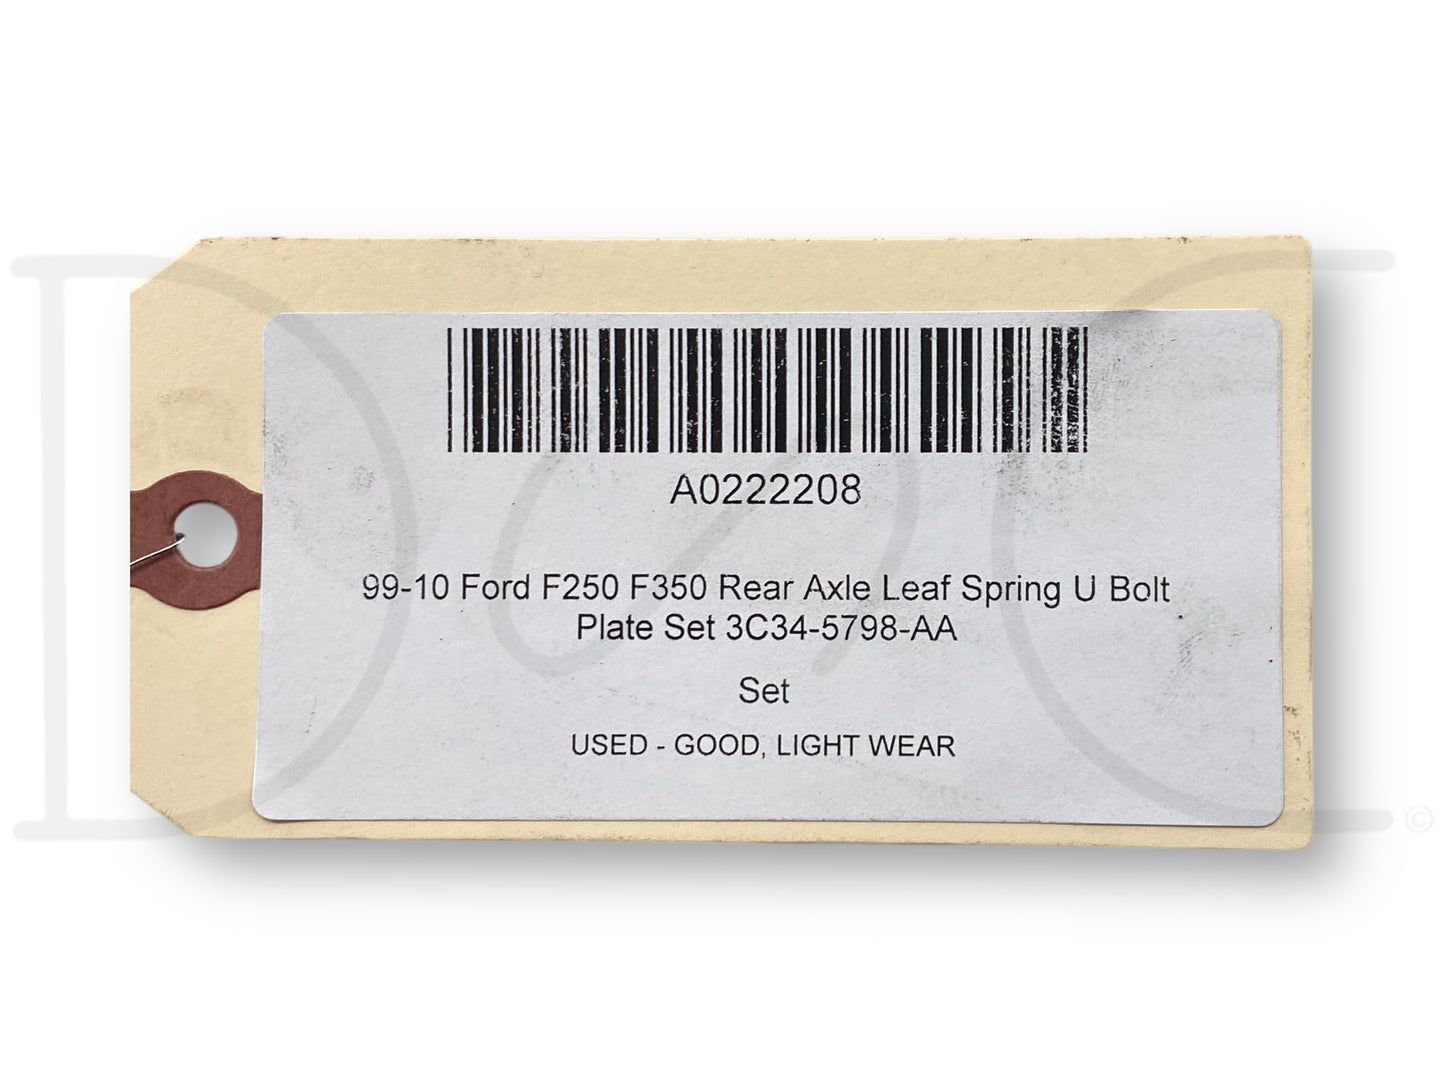 A0222208
99-10 Ford F250 F350 Rear Axle Leaf Spring U Bolt
Plate Set 3C34-5798-AA
Set
USED - GOOD, LIGHT WEAR
D C ©